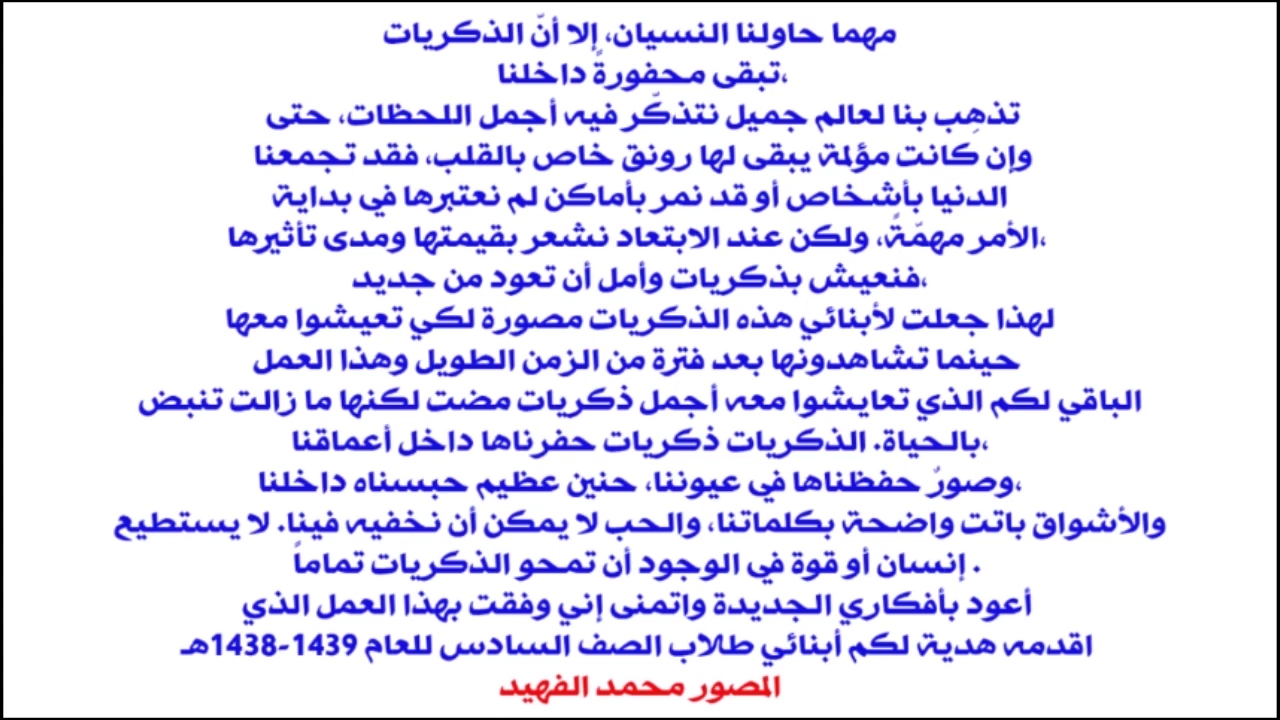 مهما حاولنا النسيان، إلا أنّ الذكريات
تبقى محفورةً داخلنا،
تذهِب بنا لعالم جميل نتذكّر فيه أجمل اللحظات، حتى
وإن كانت مؤلمة يبقى لها رونق خاص بالقلب، فقد تجمعنا
الدنيا بأشخاص أو قد نمر بأماكن لم نعتبرها في بداية
الأمر مهمّةً، ولكن عند الابتعاد نشعر بقيمتها ومدى تأثيرها،
فنعيش بذكريات وأمل أن تعود من جديد،
لهذا جعلت لأبنائي هذه الذكريات مصورة لكي تعيشوا معها
حينما تشاهدونها بعد فترة من الزمن الطويل وهذا العمل
الباقي لكم الذي تعايشوا معه أجمل ذكريات مضت لكنها ما زالت تنبض
بالحياة. الذكريات ذكريات حفرناها داخل أعماقنا،
وصورٌ حفظناها في عيوننا، حنين عظيم حبسناه داخلنا،
والأشواق باتت واضحة بكلماتنا، والحب لا يمكن أن نخفيه فينا. لا يستطيع
إنسان أو قوة في الوجود أن تمحو الذكريات تماماً .
أعود بأفكاري الجديدة واتمنى إني وفقت بهذا العمل الذي
اقدمه هدية لكم أبنائي طلاب الصف السادس للعام 1439-1438هـ
المصور محمد الفهيد